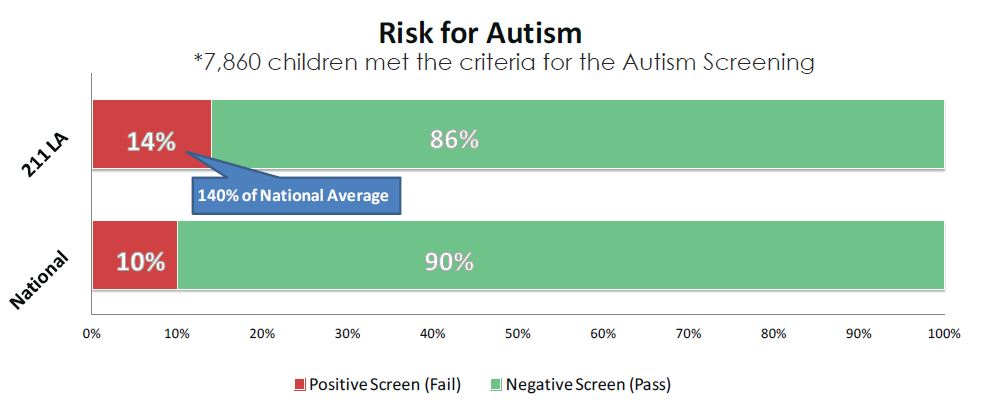 Risk for Autism
*7,860 children met the criteria for the Autism Screening
211 LA
14%
86%
140% of National Average
National
10%
90%
0% 10% 20% 30% 40% 50% 60% 70% 80% 90% 100%
Positive Screen (Fail) Negative Screen (Pass)